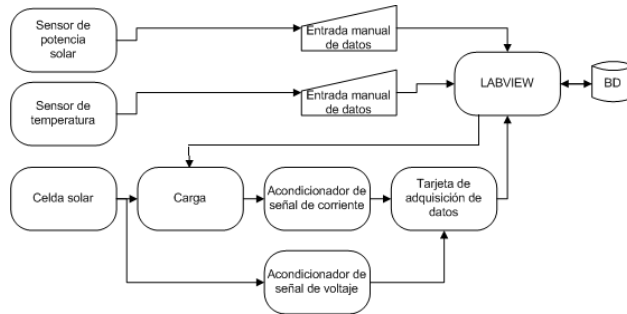 Sensor de
potencia
solar
Entrada manual
de datos
Sensor de
temperatura
Entrada manual
de datos
LABVIEW
BD
Celda solar
Carga
Acondicionador de
señal de corriente
Tarjeta de
adquisición de
datos
Acondicionador de
señal de voltaje